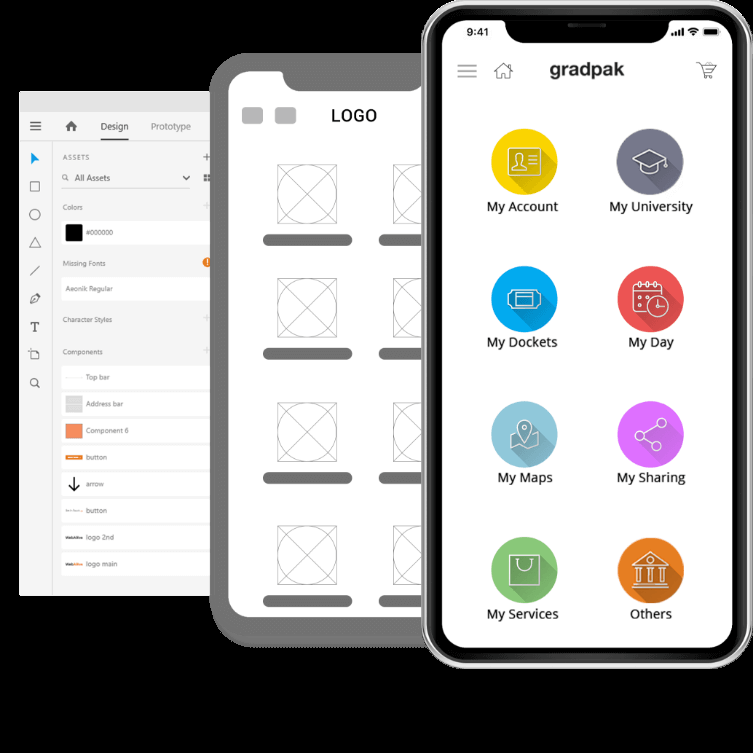 Design Prototype
ASSETS
All Assets
Colors
#000000
Missing Fonts
Aeonik Regular
Character Styles
Components
Top bar
Address bar
Component 6
button
arrow
button
logo 2nd
logo main
LOGO
9:41
gradpak
My Account My University
My Dockets My Day
My Maps My Sharing
My Services Others